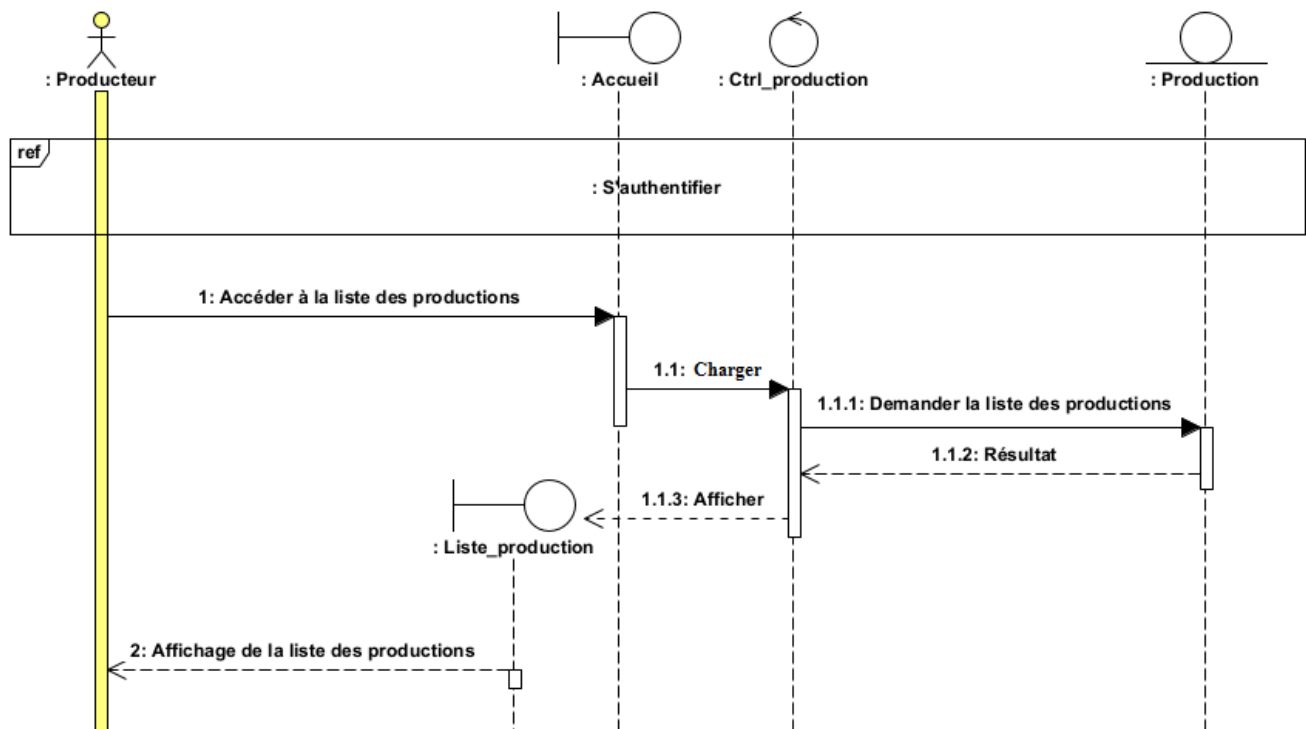 : Producteur
: Accueil
: Ctrl_production
: Production
ref
: S'authentifier
1: Accéder à la liste des productions
1.1: Charger
1.1.1: Demander la liste des productions
1.1.2: Résultat
1.1.3: Afficher
: Liste_production
2: Affichage de la liste des productions